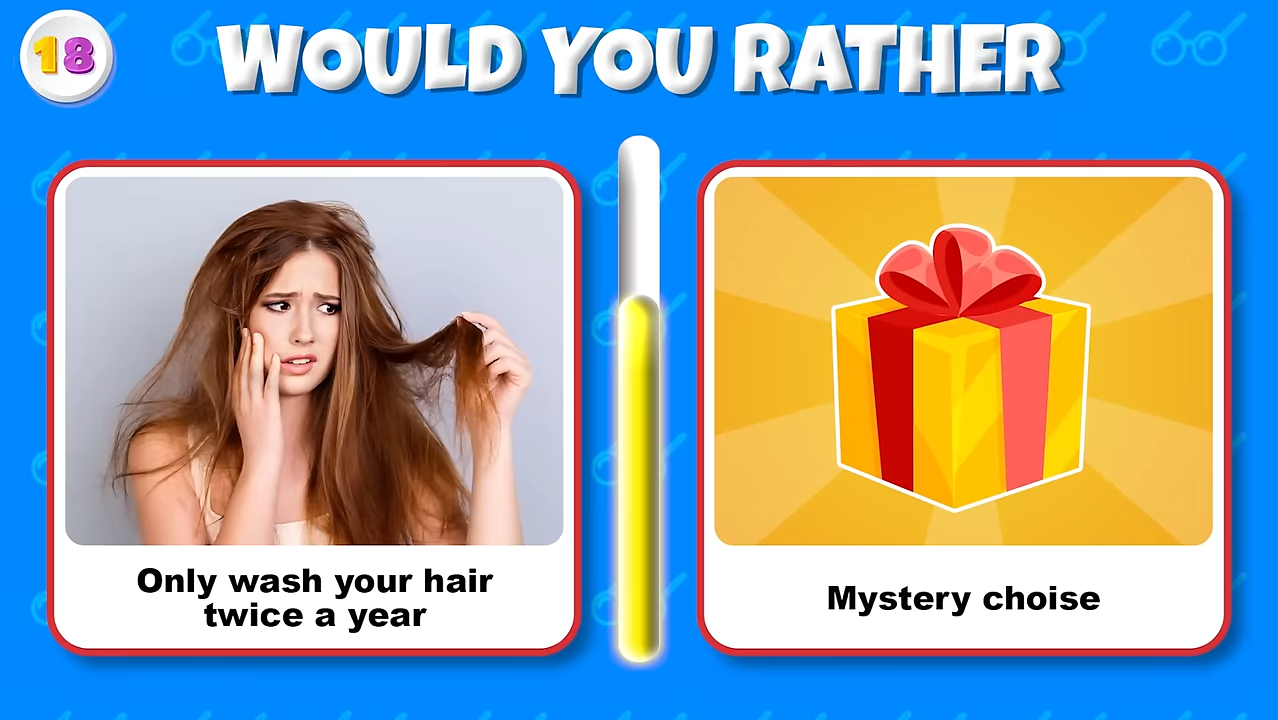 18
WOULD YOU RATHER
Only wash your hair
twice a year
Mystery choise